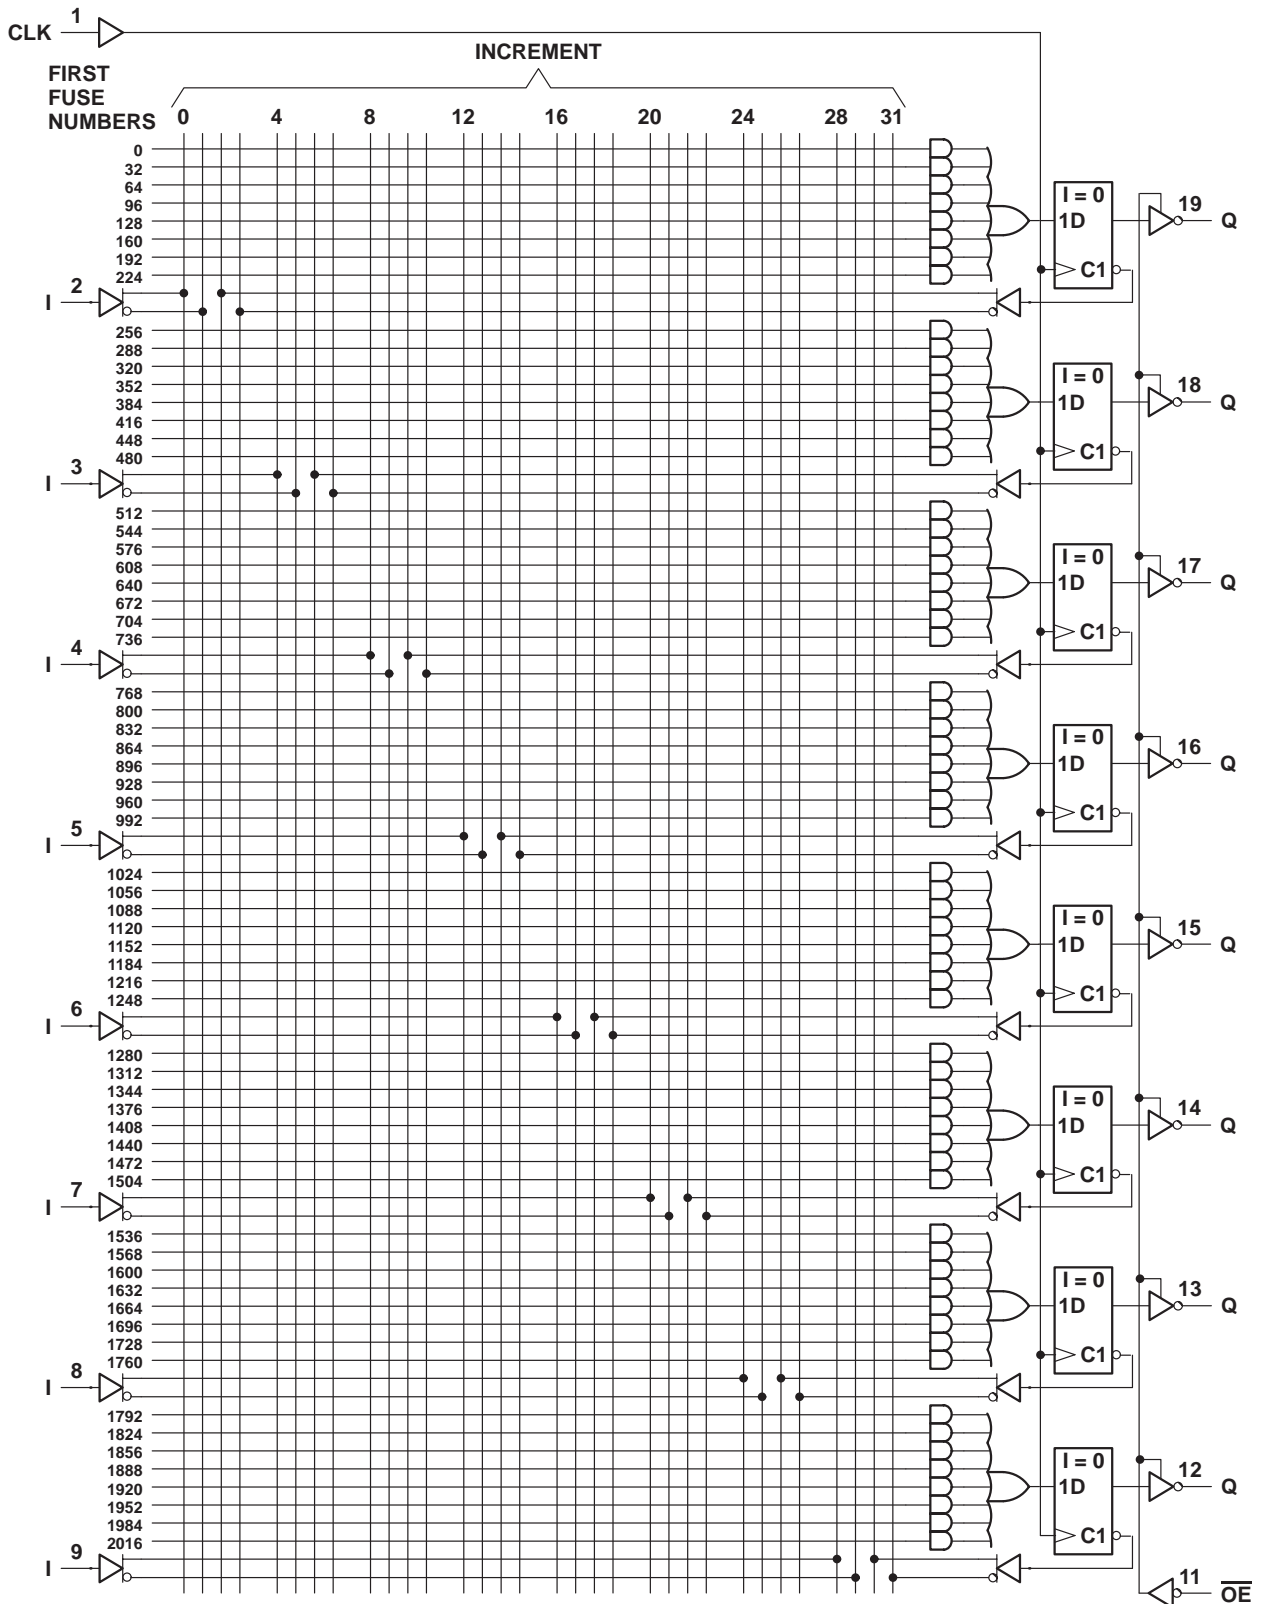 1
CLK
INCREMENT
FIRST
FUSE
NUMBERS
0 4 8 12 16 20 24 28 31
0
32
64
96
128
160
192
224
I = 0
1D
C1
19
Q
2
I
256
288
320
352
384
416
448
480
I = 0
1D
C1
18
Q
3
I
512
544
576
608
640
672
704
736
I = 0
1D
C1
17
Q
4
I
768
800
832
864
896
928
960
992
I = 0
1D
C1
16
Q
5
I
1024
1056
1088
1120
1152
1184
1216
1248
I = 0
1D
C1
15
Q
6
I
1280
1312
1344
1376
1408
1440
1472
1504
I = 0
1D
C1
14
Q
7
I
1536
1568
1600
1632
1664
1696
1728
1760
I = 0
1D
C1
13
Q
8
I
1792
1824
1856
1888
1920
1952
1984
2016
I = 0
1D
C1
12
Q
9
I
11
O̅E̅